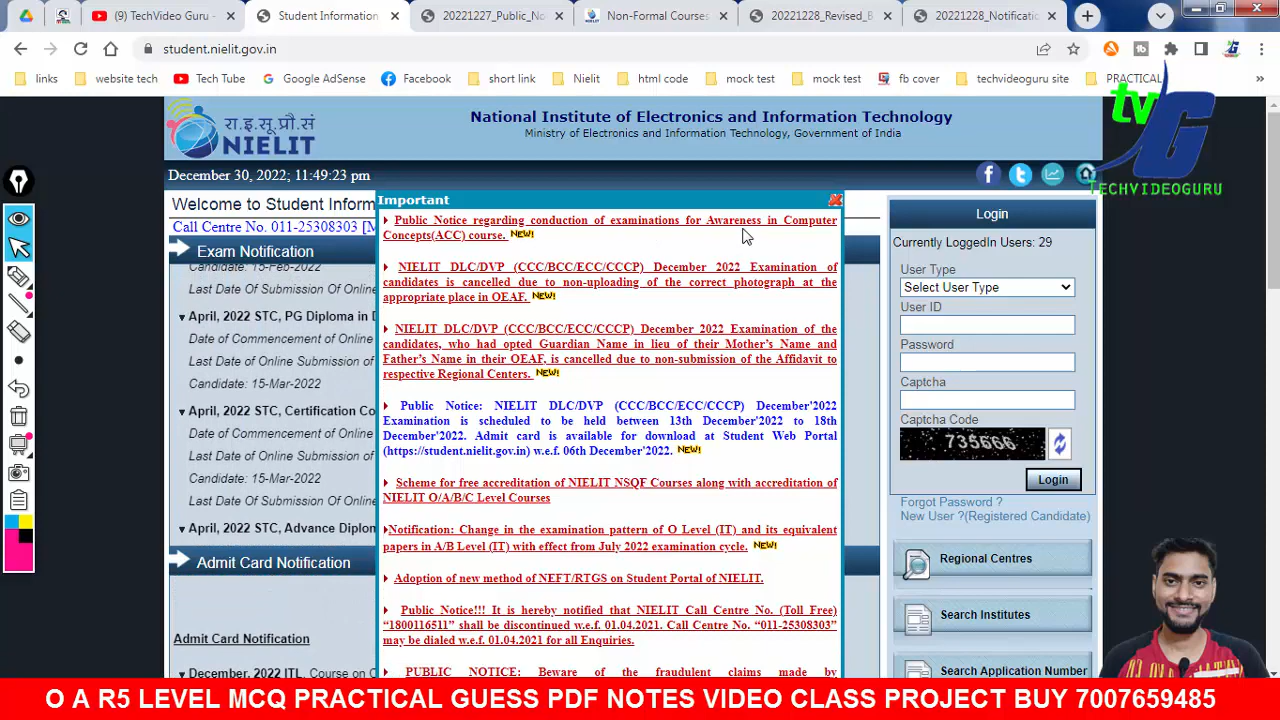 (9) TechVideo Guru -
Student Information
20221227_Public_No
Non-Formal Courses
20221228_Revised_B
20221228_Notificati
student.nielit.gov.in
links
website tech
Tech Tube
Google AdSense
Facebook
short link
Nielit
html code
mock test
mock test
fb cover
techvideoguru site
PRACTICAL
»
tvG
TECHVIDEOGURU
रा.इ.सू.प्रौ.सं
NIELIT
National Institute of Electronics and Information Technology
Ministry of Electronics and Information Technology, Government of India
December 30, 2022; 11:49:23 pm
Welcome to Student Inform
Call Centre No. 011-25308303 [M
Exam Notification
Candidate: 15-Feb-2022
Last Date Of Submission Of Online
April, 2022 STC, PG Diploma in D
Date of Commencement of Online
Last Date of Online Submission of
Candidate: 15-Mar-2022
April, 2022 STC, Certification Co
Date of Commencement of Online
Last Date of Online Submission of
Candidate: 15-Mar-2022
Last Date Of Submission Of Online
April, 2022 STC, Advance Diplom
Admit Card Notification
Admit Card Notification
December, 2022 ITL, Course on C
Important
Public Notice regarding conduction of examinations for Awareness in Computer
Concepts(ACC) course. NEW!
NIELIT DLC/DVP (CCC/BCC/ECC/CCCP) December 2022 Examination of
candidates is cancelled due to non-uploading of the correct photograph at the
appropriate place in OEAF. NEW!
NIELIT DLC/DVP (CCC/BCC/ECC/CCCP) December 2022 Examination of the
candidates, who had opted Guardian Name in lieu of their Mother's Name and
Father's Name in their OEAF, is cancelled due to non-submission of the Affidavit to
respective Regional Centers. NEW!
Public Notice: NIELIT DLC/DVP (CCC/BCC/ECC/CCCP) December'2022
Examination is scheduled to be held between 13th December'2022 to 18th
December'2022. Admit card is available for download at Student Web Portal
(https://student.nielit.gov.in) w.e.f. 06th December'2022. NEW!
Scheme for free accreditation of NIELIT NSQF Courses along with accreditation of
NIELIT O/A/B/C Level Courses
Notification: Change in the examination pattern of O Level (IT) and its equivalent
papers in A/B Level (IT) with effect from July 2022 examination cycle. NEW!
Adoption of new method of NEFT/RTGS on Student Portal of NIELIT.
Public Notice!!! It is hereby notified that NIELIT Call Centre No. (Toll Free)
“1800116511” shall be discontinued w.e.f. 01.04.2021. Call Centre No. “011-25308303”
may be dialed w.e.f. 01.04.2021 for all Enquiries.
PUBLIC NOTICE: Beware of the fraudulent claims made by
Login
Currently LoggedIn Users: 29
User Type
Select User Type
User ID
Password
Captcha
Captcha Code
735666
Login
Forgot Password ?
New User ?(Registered Candidate)
Regional Centres
Search Institutes
Search Application Number
O A R5 LEVEL MCQ PRACTICAL GUESS PDF NOTES VIDEO CLASS PROJECT BUY 7007659485